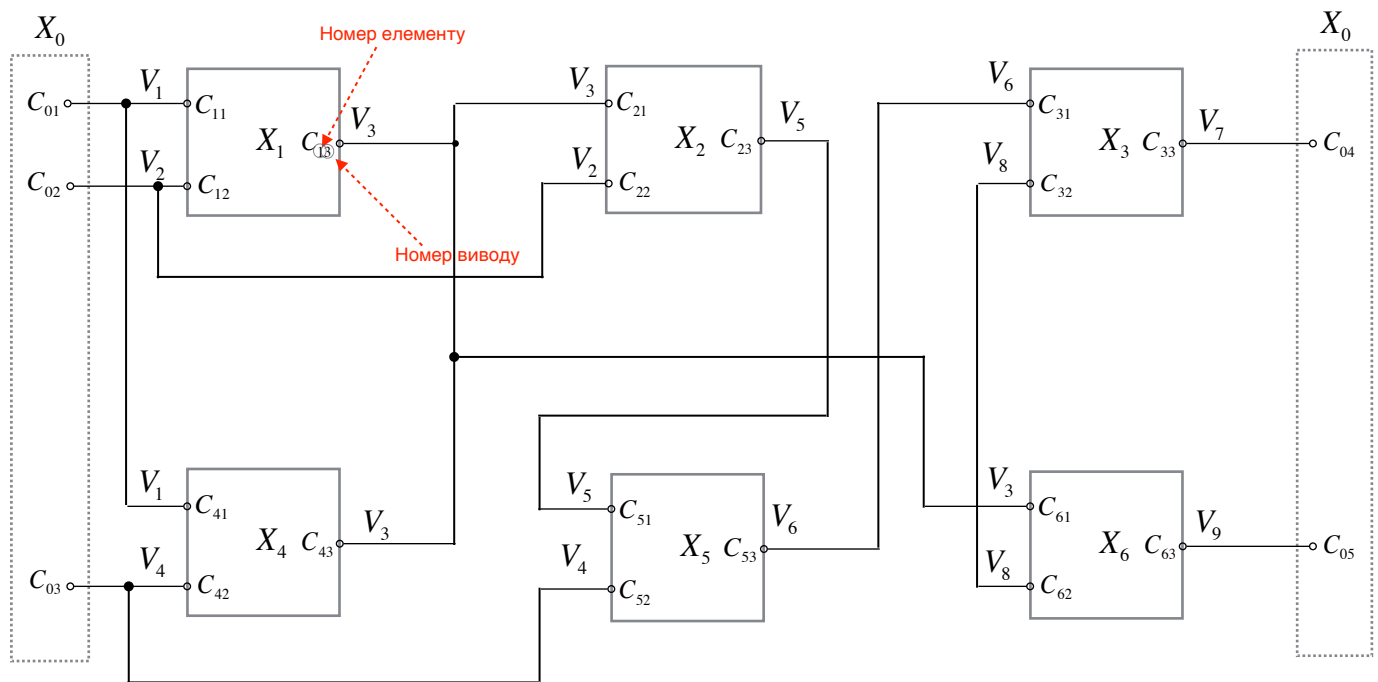 Номер елементу
X₀
X₀
V₁
V₃
V₆
C₀₁
C₁₁
C₂₁
V₅
C₃₁
V₃
V₇
X₁
C₁₃
X₂
C₂₃
X₃
C₃₃
C₀₄
V₂
V₂
V₈
C₀₂
C₁₂
C₂₂
C₃₂
Номер виводу
V₁
V₅
V₃
C₄₁
V₃
C₅₁
V₆
C₆₁
V₉
X₄
C₄₃
X₅
C₅₃
X₆
C₆₃
C₀₅
V₄
V₄
V₈
C₀₃
C₄₂
C₅₂
C₆₂